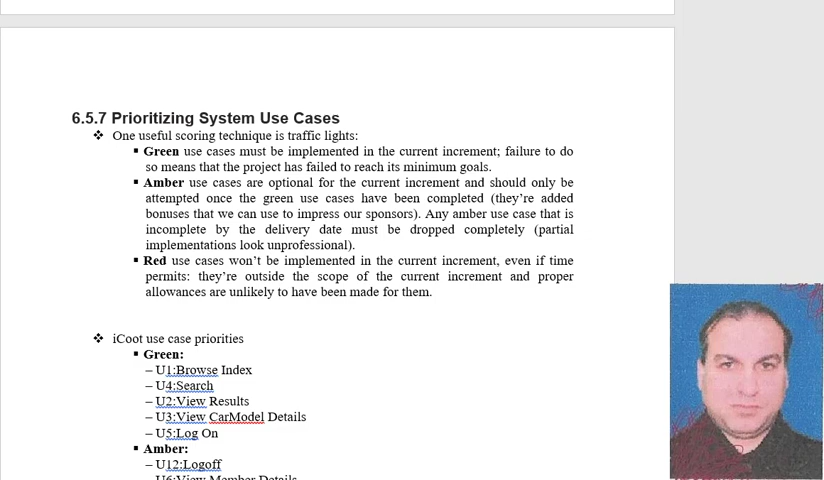 6.5.7 Prioritizing System Use Cases
❖ One useful scoring technique is traffic lights:
▪ Green use cases must be implemented in the current increment; failure to do
so means that the project has failed to reach its minimum goals.
▪ Amber use cases are optional for the current increment and should only be
attempted once the green use cases have been completed (they’re added
bonuses that we can use to impress our sponsors). Any amber use case that is
incomplete by the delivery date must be dropped completely (partial
implementations look unprofessional).
▪ Red use cases won’t be implemented in the current increment, even if time
permits: they’re outside the scope of the current increment and proper
allowances are unlikely to have been made for them.
❖ iCoot use case priorities
▪ Green:
– U1:Browse Index
– U4:Search
– U2:View Results
– U3:View CarModel Details
– U5:Log On
▪ Amber:
– U12:Logoff
– U6:View Member Details